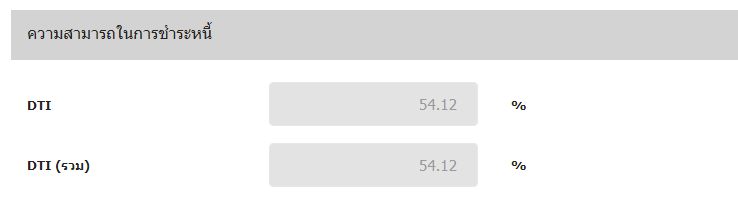 ความสามารถในการชำระหนี้
DTI 54.12 %
DTI (รวม) 54.12 %